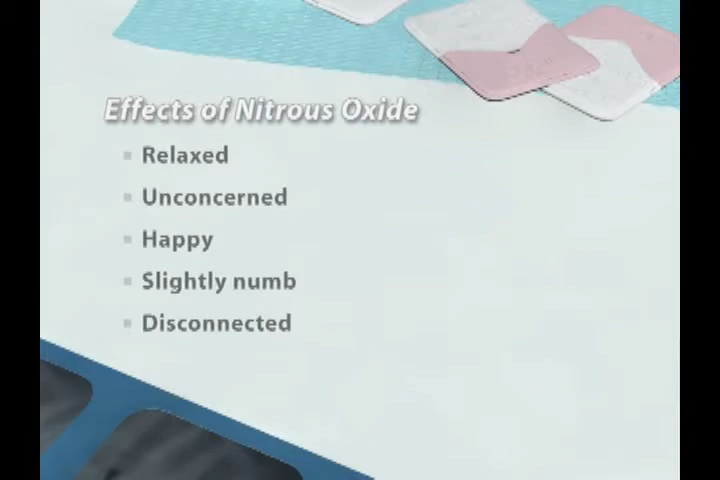 Effects of Nitrous Oxide
Relaxed
Unconcerned
Happy
Slightly numb
Disconnected